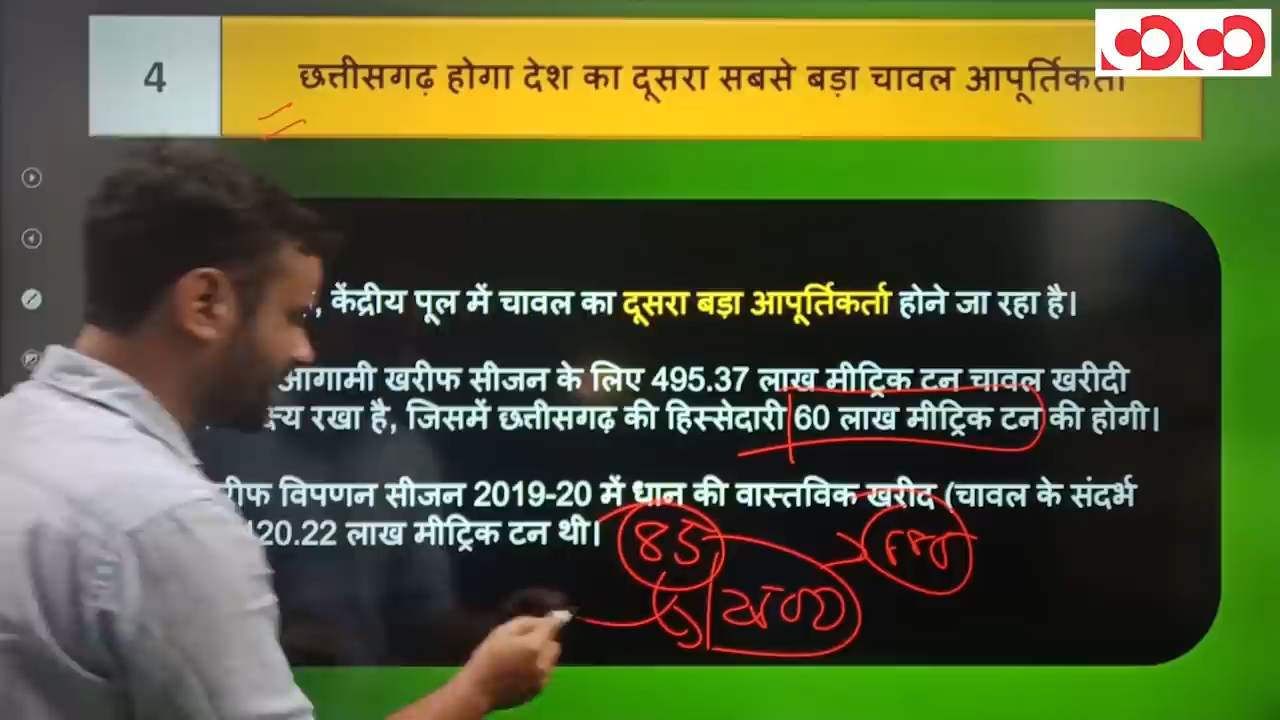 4
छत्तीसगढ़ होगा देश का दूसरा सबसे बड़ा चावल आपूर्तिकर्ता
, केंद्रीय पूल में चावल का दूसरा बड़ा आपूर्तिकर्ता होने जा रहा है।
आगामी खरीफ सीजन के लिए 495.37 लाख मीट्रिक टन चावल खरीदी
रखा है, जिसमें छत्तीसगढ़ की हिस्सेदारी 60 लाख मीट्रिक टन की होगी।
विपणन सीजन 2019-20 में धान की वास्तविक खरीद (चावल के संदर्भ
20.22 लाख मीट्रिक टन थी।
85